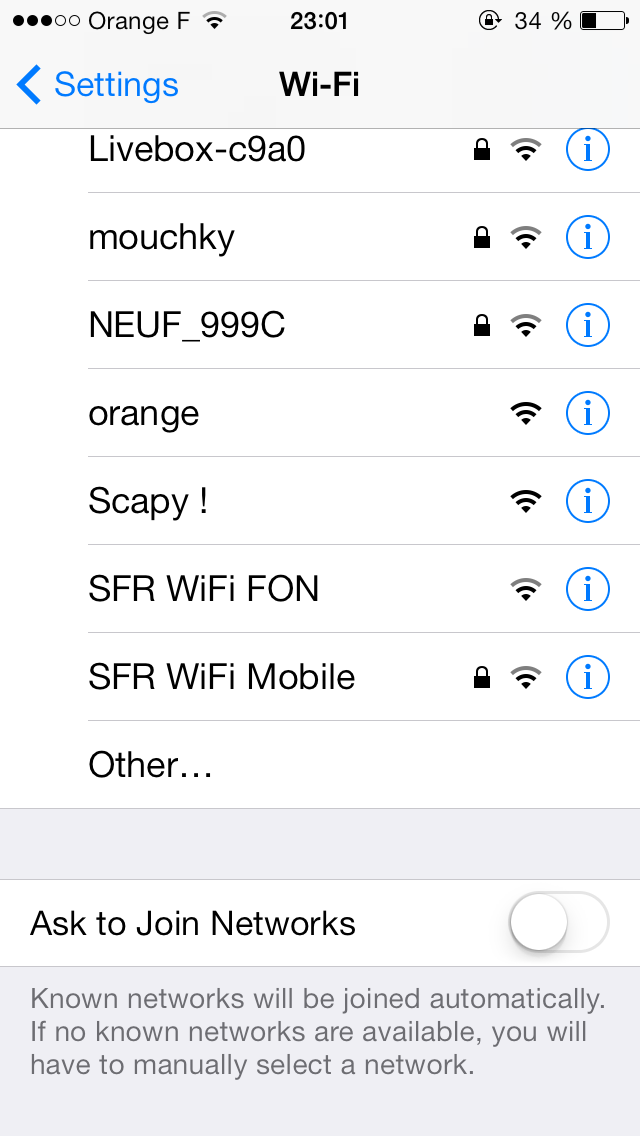 Orange F 23:01 34 %
Settings Wi-Fi
Livebox-c9a0
mouchky
NEUF_999C
orange
Scapy !
SFR WiFi FON
SFR WiFi Mobile
Other…
Ask to Join Networks
Known networks will be joined automatically.
If no known networks are available, you will
have to manually select a network.